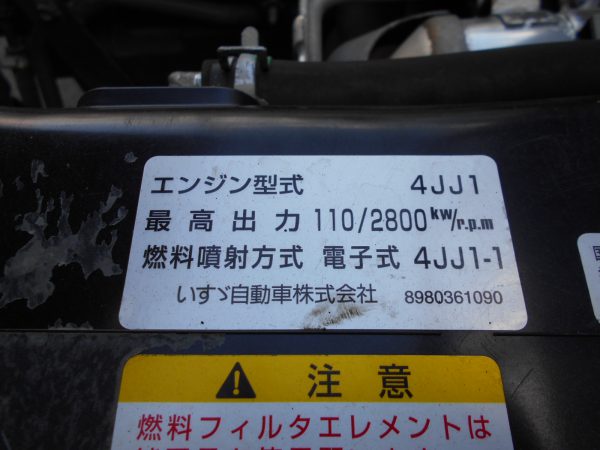 エンジン型式 4JJ1
最高出力 110/2800kw/r.p.m
燃料噴射方式 電子式 4JJ1-1
いすゞ自動車株式会社 8980361090
注意
燃料フィルタエレメントは